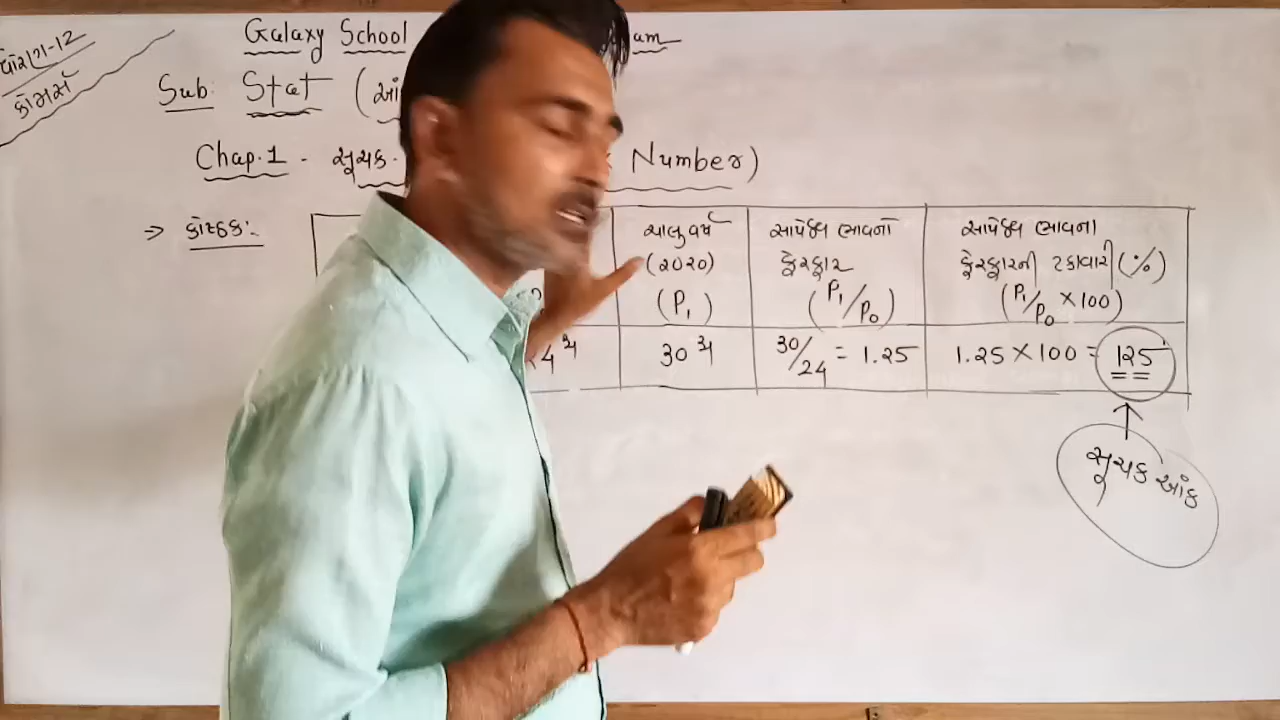 Galaxy School
ધોરણ-12
કોમર્સ
Sub: Stat (આં
Chap.1 - સૂચક Number)
→ કોષ્ટક:-
ચાલુ વર્ષ
(૨૦૨૦)
(P₁)
સાપેક્ષ ભાવનો
ફેરફાર
(P₁/P₀)
સાપેક્ષ ભાવના
ફેરફારની ટકાવારી (%)
(P₁/P₀ × 100)
30 રૂ
30/24 = 1.25
1.25 × 100 = 125
સૂચક આંક